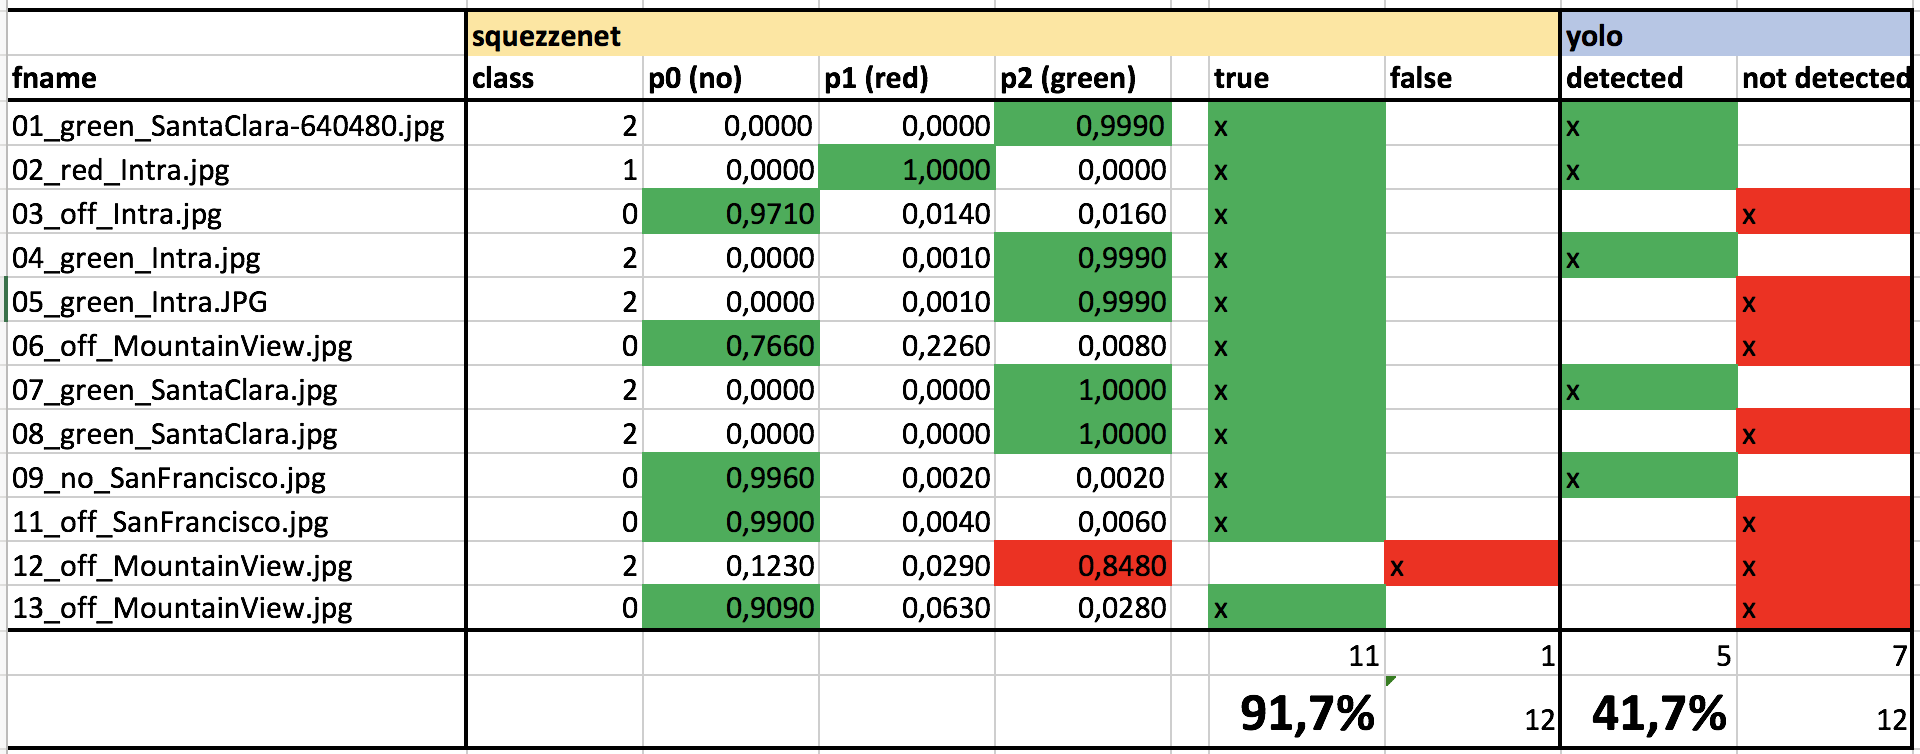 squezzenet yolo
fname class p0 (no) p1 (red) p2 (green) true false detected not detected
01_green_SantaClara-640480.jpg 2 0,0000 0,0000 0,9990 x x
02_red_Intra.jpg 1 0,0000 1,0000 0,0000 x x
03_off_Intra.jpg 0 0,9710 0,0140 0,0160 x x
04_green_Intra.jpg 2 0,0000 0,0010 0,9990 x x
05_green_Intra.JPG 2 0,0000 0,0010 0,9990 x x
06_off_MountainView.jpg 0 0,7660 0,2260 0,0080 x x
07_green_SantaClara.jpg 2 0,0000 0,0000 1,0000 x x
08_green_SantaClara.jpg 2 0,0000 0,0000 1,0000 x x
09_no_SanFrancisco.jpg 0 0,9960 0,0020 0,0020 x x
11_off_SanFrancisco.jpg 0 0,9900 0,0040 0,0060 x x
12_off_MountainView.jpg 2 0,1230 0,0290 0,8480 x x
13_off_MountainView.jpg 0 0,9090 0,0630 0,0280 x x
11 1 5 7
91,7% 12 41,7% 12